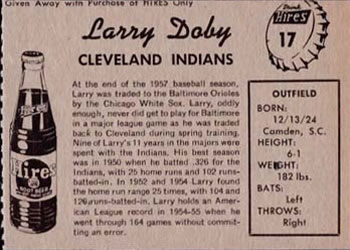 Given Away with Purchase of HIRES Only
Larry Doby
CLEVELAND INDIANS
Drink
Hires
17
At the end of the 1957 baseball season,
Larry was traded to the Baltimore Orioles
by the Chicago White Sox. Larry, oddly
enough, never did get to play for Baltimore
in a major league game as he was traded
back to Cleveland during spring training.
Nine of Larry's 11 years in the majors were
spent with the Indians. His best season
was in 1950 when he batted .326 for the
Indians, with 25 home runs and 102 runs-
batted-in. In 1952 and 1954 Larry found
the home run range 25 times, with 104 and
126 runs-batted-in. Larry holds an Amer-
ican League record in 1954-55 when he
went through 164 games without commit-
ting an error.
OUTFIELD
BORN:
12/13/24
Camden, S.C.
HEIGHT:
6-1
WEIGHT:
182 lbs.
BATS:
Left
THROWS:
Right
Hires
ROOT BEER